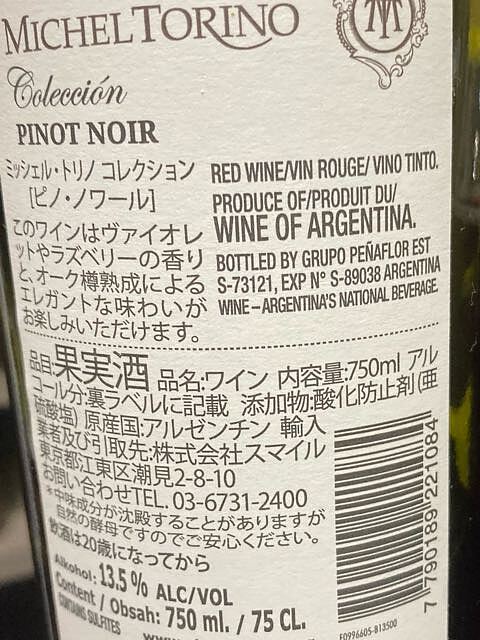 MICHEL TORINO
Colección
PINOT NOIR
ミッシェル・トリノ コレクション
[ピノ・ノワール]
このワインはヴァイオレ
ットやラズベリーの香り
と、オーク樽熟成による
エレガントな味わいが
お楽しみいただけます。
RED WINE/VIN ROUGE/ VINO TINTO.
PRODUCE OF/PRODUIT DU/
WINE OF ARGENTINA.
BOTTLED BY GRUPO PEÑAFLOR EST
S-73121, EXP N° S-89038 ARGENTINA
WINE – ARGENTINA'S NATIONAL BEVERAGE.
品目:果実酒 品名:ワイン 内容量:750ml アル
コール分:裏ラベルに記載 添加物:酸化防止剤(亜
硫酸塩) 原産国:アルゼンチン 輸入
業者及び引取先:株式会社スマイル
東京都江東区潮見2-8-10
お問い合わせTEL. 03-6731-2400
*中味成分が沈殿することがありますが
自然の酵母ですのでご安心ください。
飲酒は20歳になってから
Alkohol: 13.5% ALC/VOL
Content / Obsah: 750 ml. / 75 CL.
CONTAINS SULFITES
7 790189 221084
F0996605-B13500